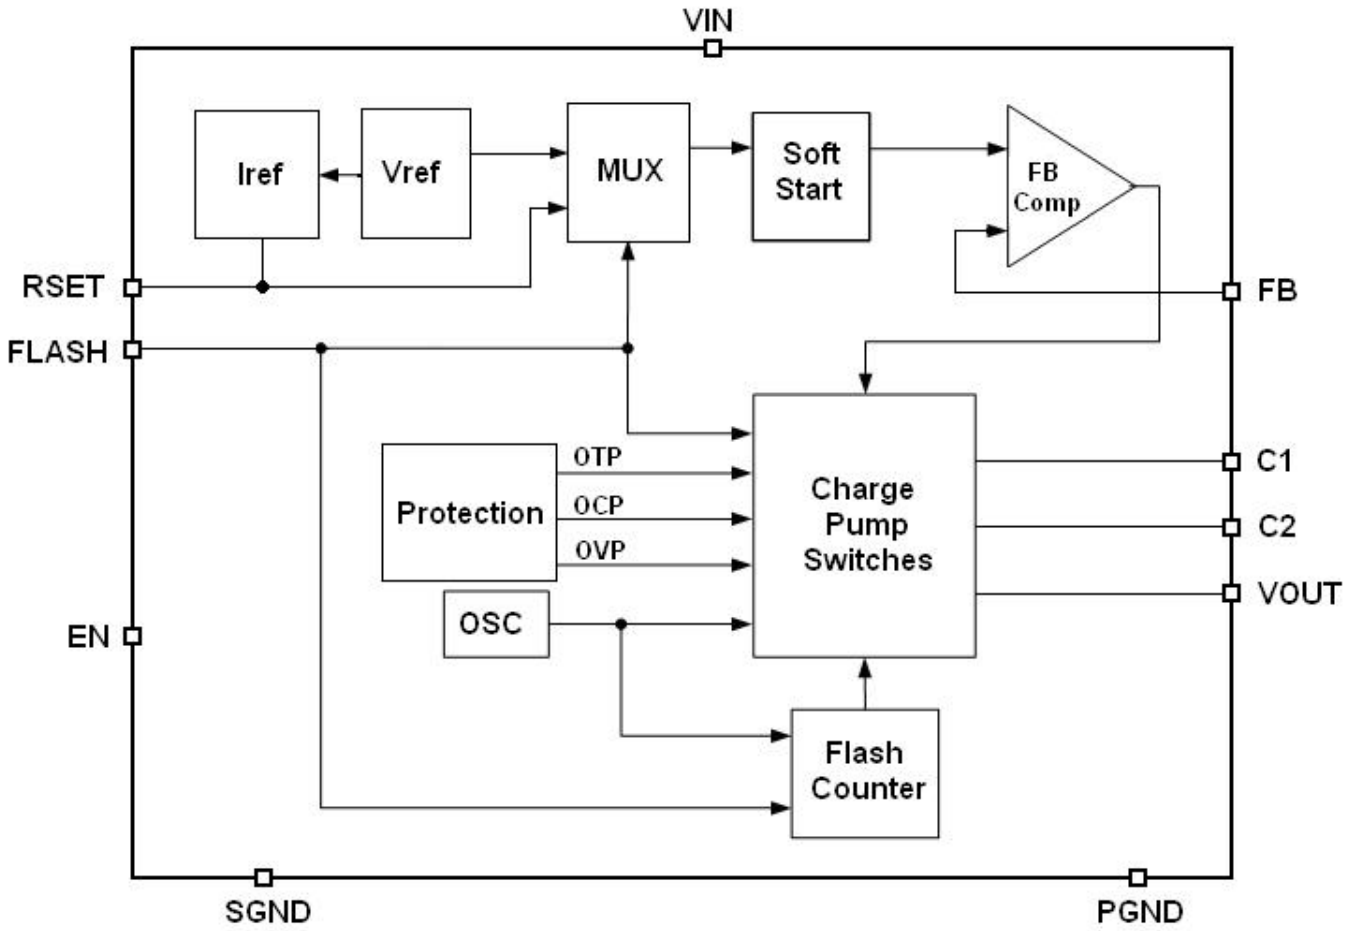 VIN
Iref
Vref
MUX
Soft
Start
FB
Comp
RSET
FB
FLASH
OTP
Protection
OCP
OVP
Charge
Pump
Switches
C1
C2
VOUT
OSC
EN
Flash
Counter
SGND
PGND